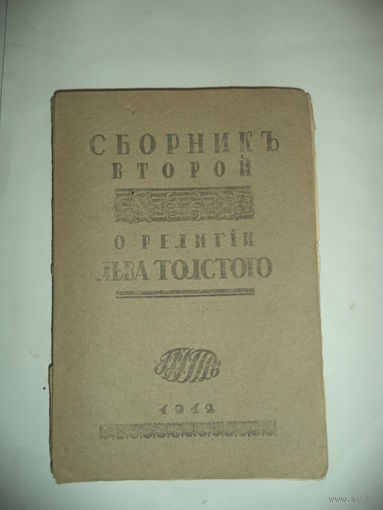 СБОРНИКЪ
ВТОРОЙ
О РЕЛИГІИ
ЛЬВА ТОЛСТОГО
1912